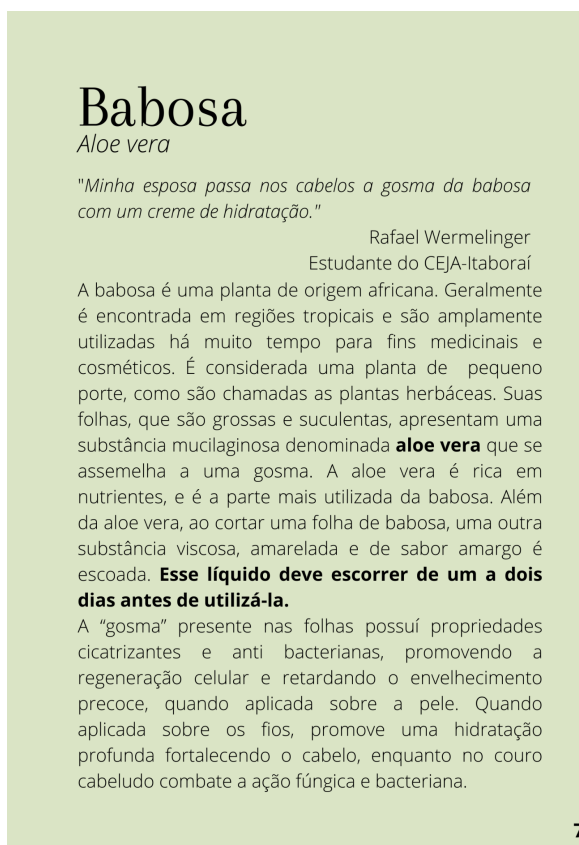 Babosa
Aloe vera
"Minha esposa passa nos cabelos a gosma da babosa
com um creme de hidratação."
Rafael Wermelinger
Estudante do CEJA-Itaboraí
A babosa é uma planta de origem africana. Geralmente
é encontrada em regiões tropicais e são amplamente
utilizadas há muito tempo para fins medicinais e
cosméticos. É considerada uma planta de pequeno
porte, como são chamadas as plantas herbáceas. Suas
folhas, que são grossas e suculentas, apresentam uma
substância mucilaginosa denominada aloe vera que se
assemelha a uma gosma. A aloe vera é rica em
nutrientes, e é a parte mais utilizada da babosa. Além
da aloe vera, ao cortar uma folha de babosa, uma outra
substância viscosa, amarelada e de sabor amargo é
escoada. Esse líquido deve escorrer de um a dois
dias antes de utilizá-la.
A “gosma” presente nas folhas possuí propriedades
cicatrizantes e anti bacterianas, promovendo a
regeneração celular e retardando o envelhecimento
precoce, quando aplicada sobre a pele. Quando
aplicada sobre os fios, promove uma hidratação
profunda fortalecendo o cabelo, enquanto no couro
cabeludo combate a ação fúngica e bacteriana.
7